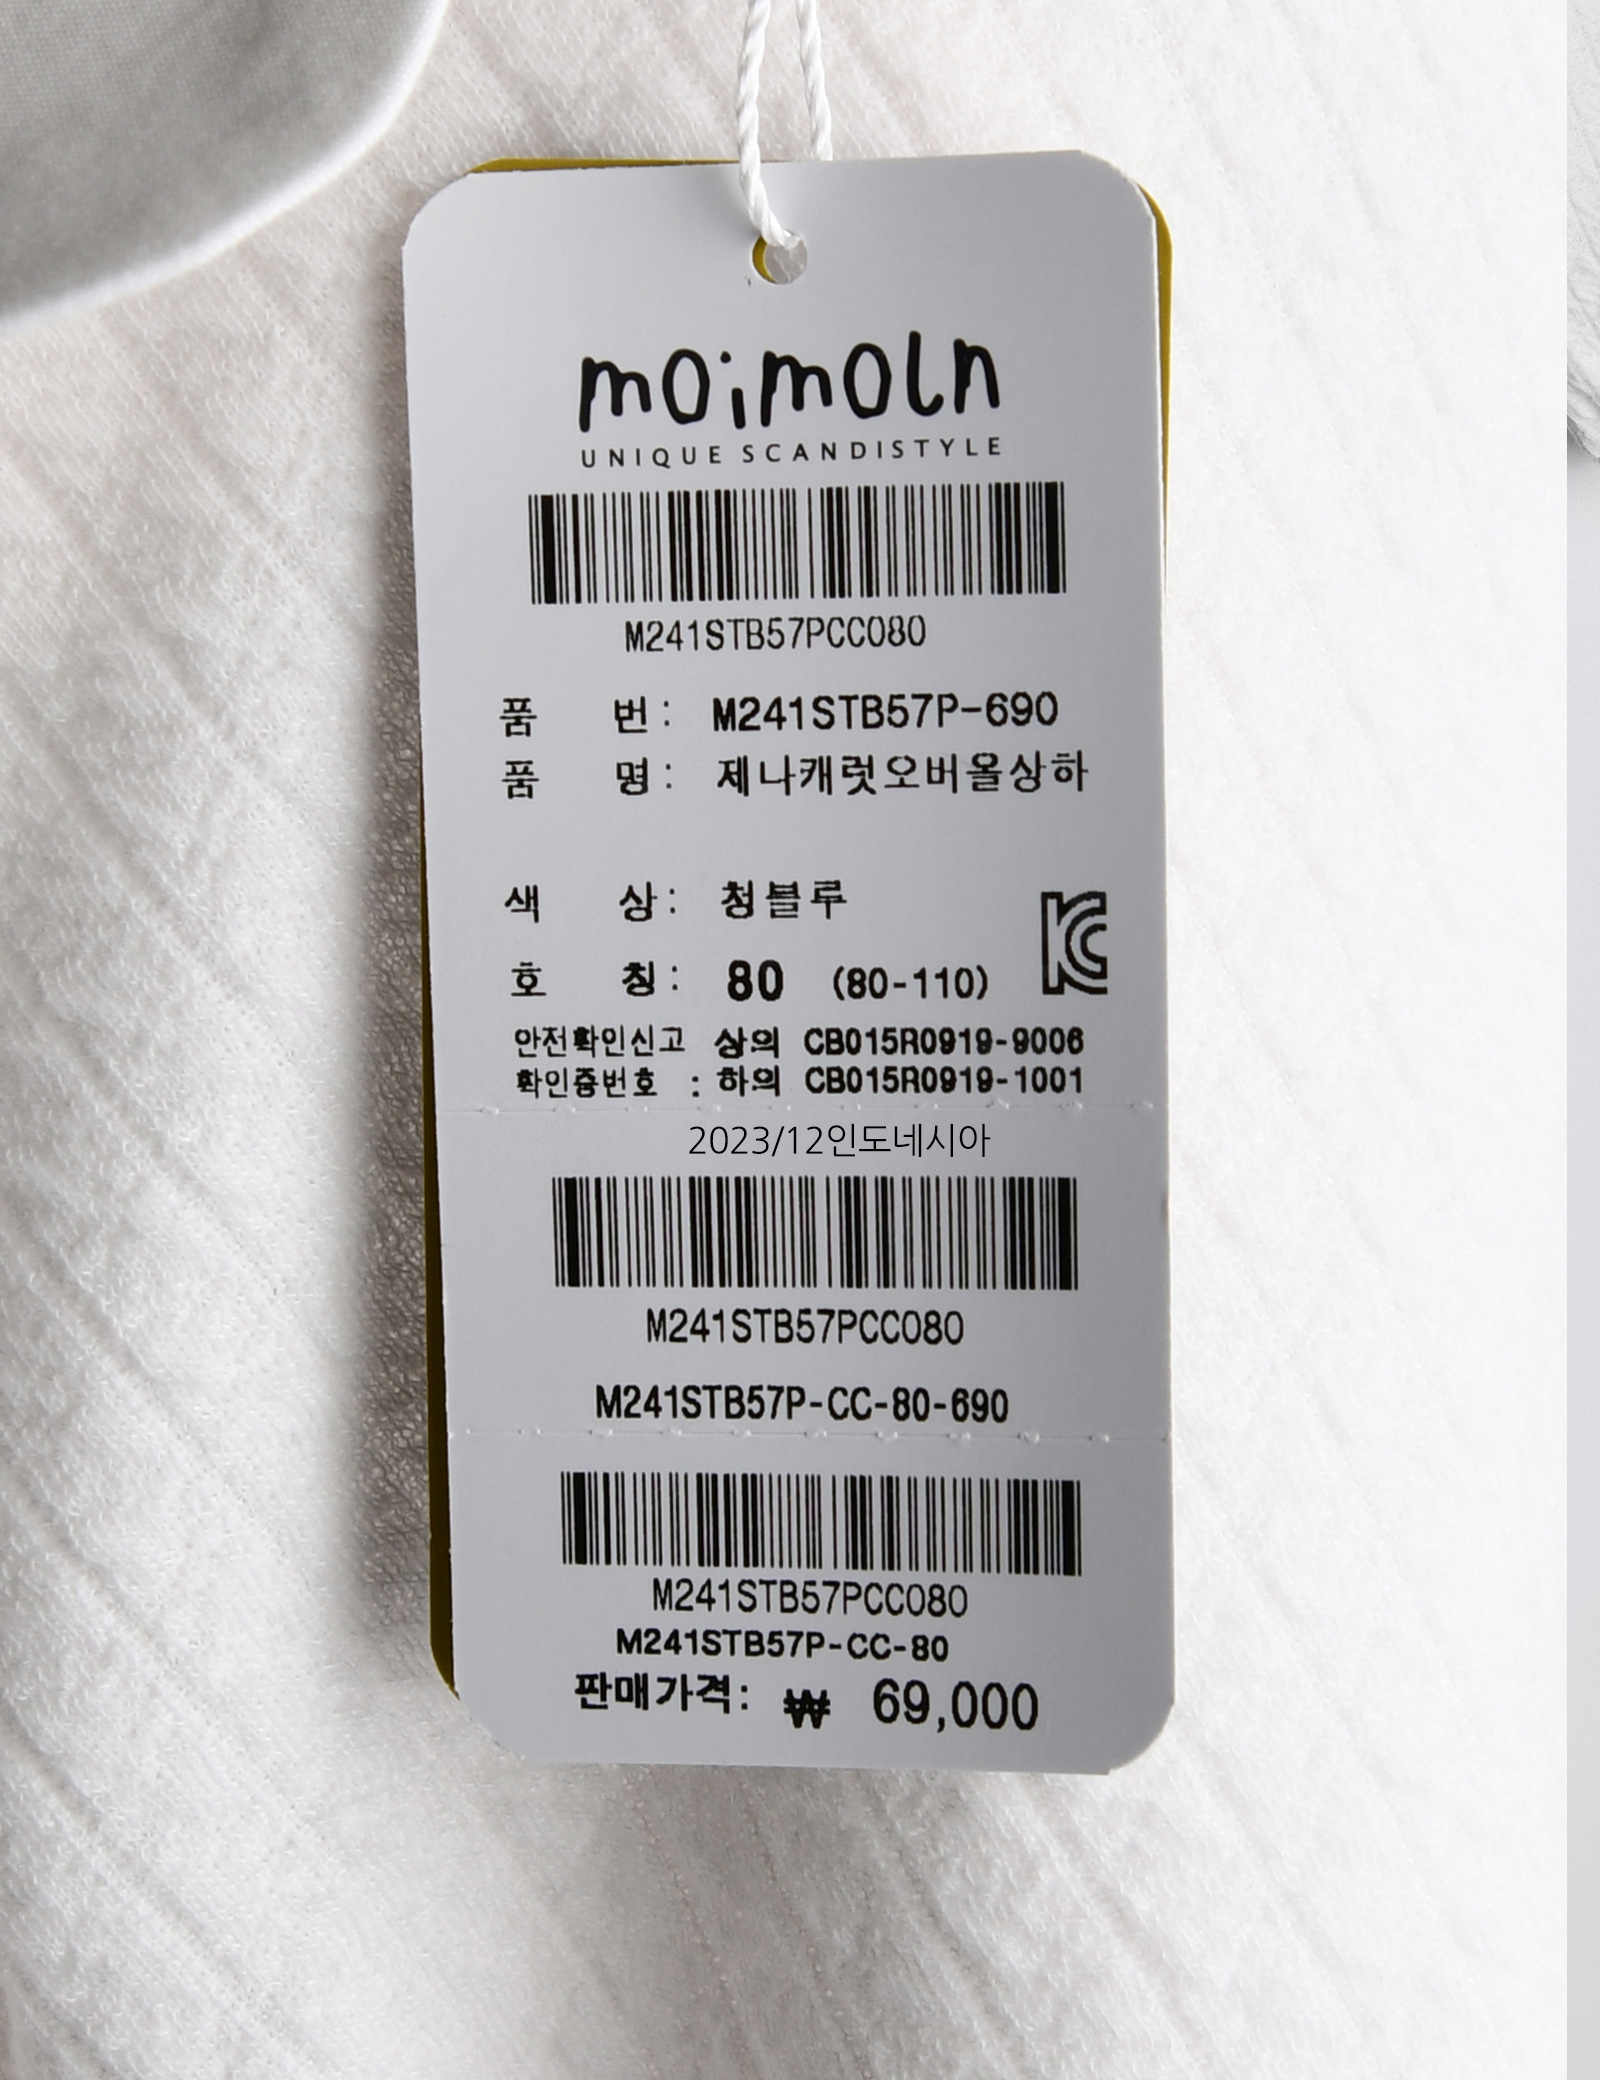 moimoln
UNIQUE SCANDISTYLE
M241STB57PCC080
품 번 : M241STB57P-690
품 명 : 제나캐럿오버올상하
색 상 : 청블루
호 칭 : 80 (80-110)
안전확인신고 상의 CB015R0919-9006
확인증번호 : 하의 CB015R0919-1001
2023/12인도네시아
M241STB57PCC080
M241STB57P-CC-80-690
M241STB57PCC080
M241STB57P-CC-80
판매가격: ₩ 69,000